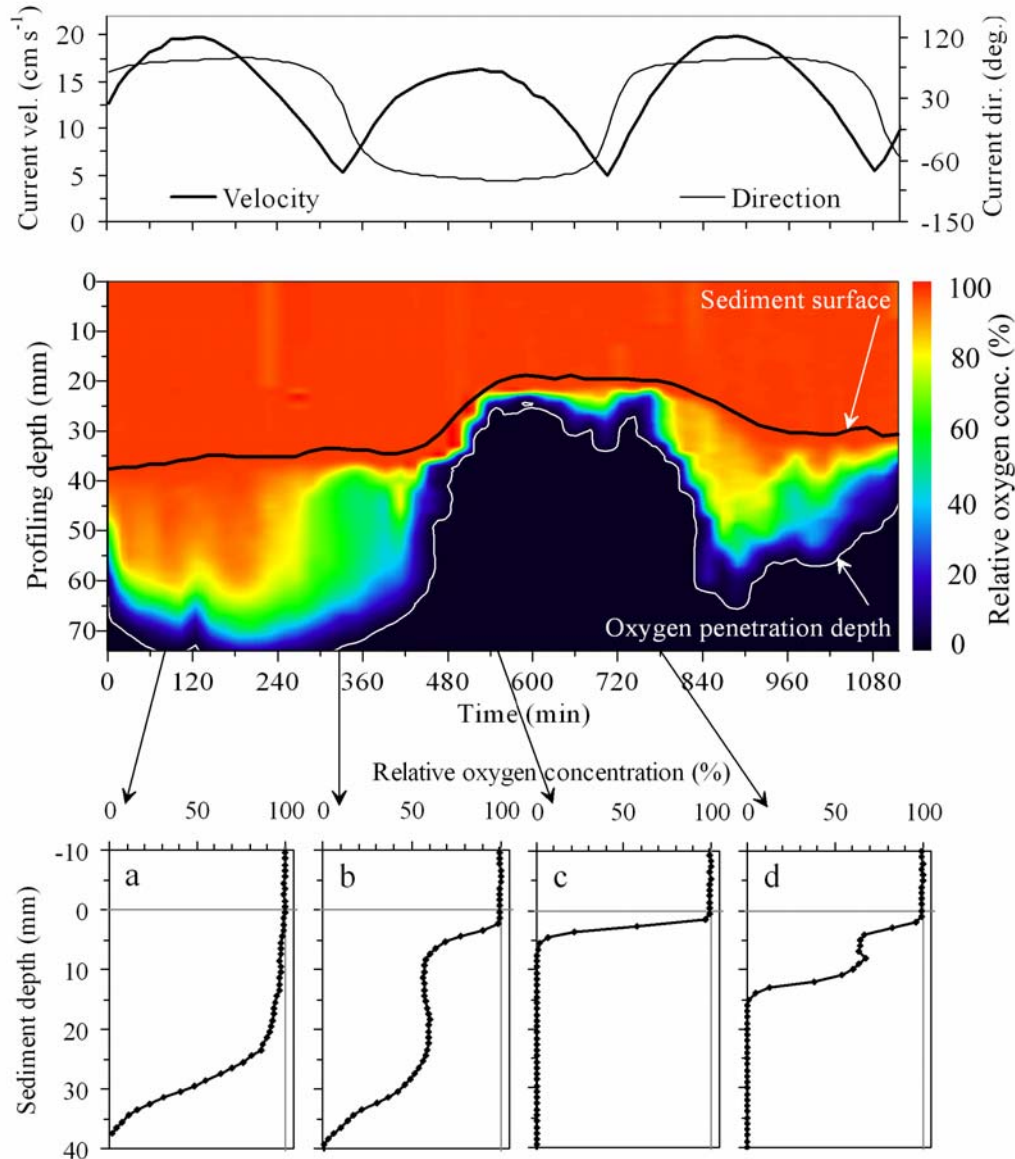 Current vel. (cm s⁻¹)
20
15
10
5
0
Velocity
Direction
120
30
-60
-150
Current dir. (deg.)
Profiling depth (mm)
0
10
20
30
40
50
60
70
Sediment surface
Oxygen penetration depth
100
80
60
40
20
0
Relative oxygen conc. (%)
0 120 240 360 480 600 720 840 960 1080
Time (min)
Relative oxygen concentration (%)
0 50 100
0 50 100
0 50 100
0 50 100
Sediment depth (mm)
-10
0
10
20
30
40
a
b
c
d